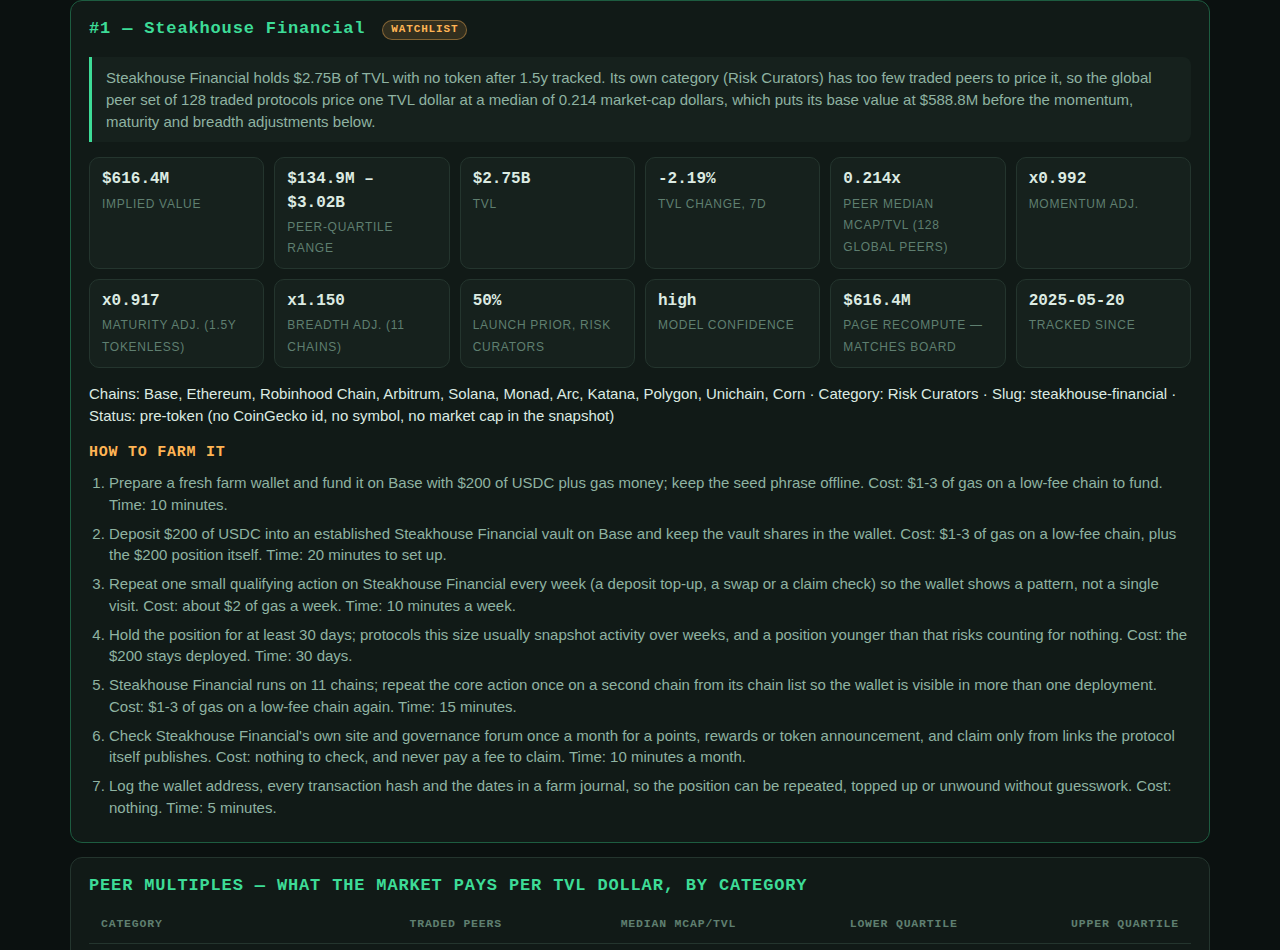 #1 — Steakhouse Financial WATCHLIST
Steakhouse Financial holds $2.75B of TVL with no token after 1.5y tracked. Its own category (Risk Curators) has too few traded peers to price it, so the global
peer set of 128 traded protocols price one TVL dollar at a median of 0.214 market-cap dollars, which puts its base value at $588.8M before the momentum,
maturity and breadth adjustments below.
$616.4M
IMPLIED VALUE
$134.9M –
$3.02B
PEER-QUARTILE
RANGE
$2.75B
TVL
-2.19%
TVL CHANGE, 7D
0.214x
PEER MEDIAN
MCAP/TVL (128
GLOBAL PEERS)
x0.992
MOMENTUM ADJ.
x0.917
MATURITY ADJ. (1.5Y
TOKENLESS)
x1.150
BREADTH ADJ. (11
CHAINS)
50%
LAUNCH PRIOR, RISK
CURATORS
high
MODEL CONFIDENCE
$616.4M
PAGE RECOMPUTE —
MATCHES BOARD
2025-05-20
TRACKED SINCE
Chains: Base, Ethereum, Robinhood Chain, Arbitrum, Solana, Monad, Arc, Katana, Polygon, Unichain, Corn · Category: Risk Curators · Slug: steakhouse-financial ·
Status: pre-token (no CoinGecko id, no symbol, no market cap in the snapshot)
HOW TO FARM IT
1. Prepare a fresh farm wallet and fund it on Base with $200 of USDC plus gas money; keep the seed phrase offline. Cost: $1-3 of gas on a low-fee chain to fund.
Time: 10 minutes.
2. Deposit $200 of USDC into an established Steakhouse Financial vault on Base and keep the vault shares in the wallet. Cost: $1-3 of gas on a low-fee chain, plus
the $200 position itself. Time: 20 minutes to set up.
3. Repeat one small qualifying action on Steakhouse Financial every week (a deposit top-up, a swap or a claim check) so the wallet shows a pattern, not a single
visit. Cost: about $2 of gas a week. Time: 10 minutes a week.
4. Hold the position for at least 30 days; protocols this size usually snapshot activity over weeks, and a position younger than that risks counting for nothing. Cost: the
$200 stays deployed. Time: 30 days.
5. Steakhouse Financial runs on 11 chains; repeat the core action once on a second chain from its chain list so the wallet is visible in more than one deployment.
Cost: $1-3 of gas on a low-fee chain again. Time: 15 minutes.
6. Check Steakhouse Financial's own site and governance forum once a month for a points, rewards or token announcement, and claim only from links the protocol
itself publishes. Cost: nothing to check, and never pay a fee to claim. Time: 10 minutes a month.
7. Log the wallet address, every transaction hash and the dates in a farm journal, so the position can be repeated, topped up or unwound without guesswork. Cost:
nothing. Time: 5 minutes.
PEER MULTIPLES — WHAT THE MARKET PAYS PER TVL DOLLAR, BY CATEGORY
CATEGORY TRADED PEERS MEDIAN MCAP/TVL LOWER QUARTILE UPPER QUARTILE